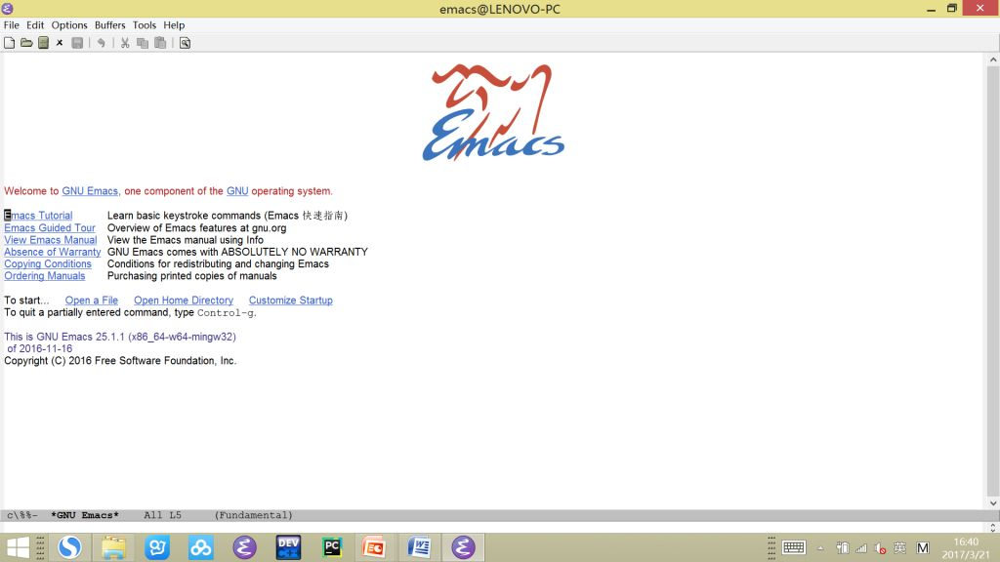 emacs@LENOVO-PC
File Edit Options Buffers Tools Help
Emacs
Welcome to GNU Emacs, one component of the GNU operating system.
Emacs Tutorial Learn basic keystroke commands (Emacs 快速指南)
Emacs Guided Tour Overview of Emacs features at gnu.org
View Emacs Manual View the Emacs manual using Info
Absence of Warranty GNU Emacs comes with ABSOLUTELY NO WARRANTY
Copying Conditions Conditions for redistributing and changing Emacs
Ordering Manuals Purchasing printed copies of manuals
To start... Open a File Open Home Directory Customize Startup
To quit a partially entered command, type Control-g.
This is GNU Emacs 25.1.1 (x86_64-w64-mingw32)
of 2016-11-16
Copyright (C) 2016 Free Software Foundation, Inc.
c\%%- *GNU Emacs* All L5 (Fundamental)
DEV C++ PC 英 M 16:40
2017/3/21